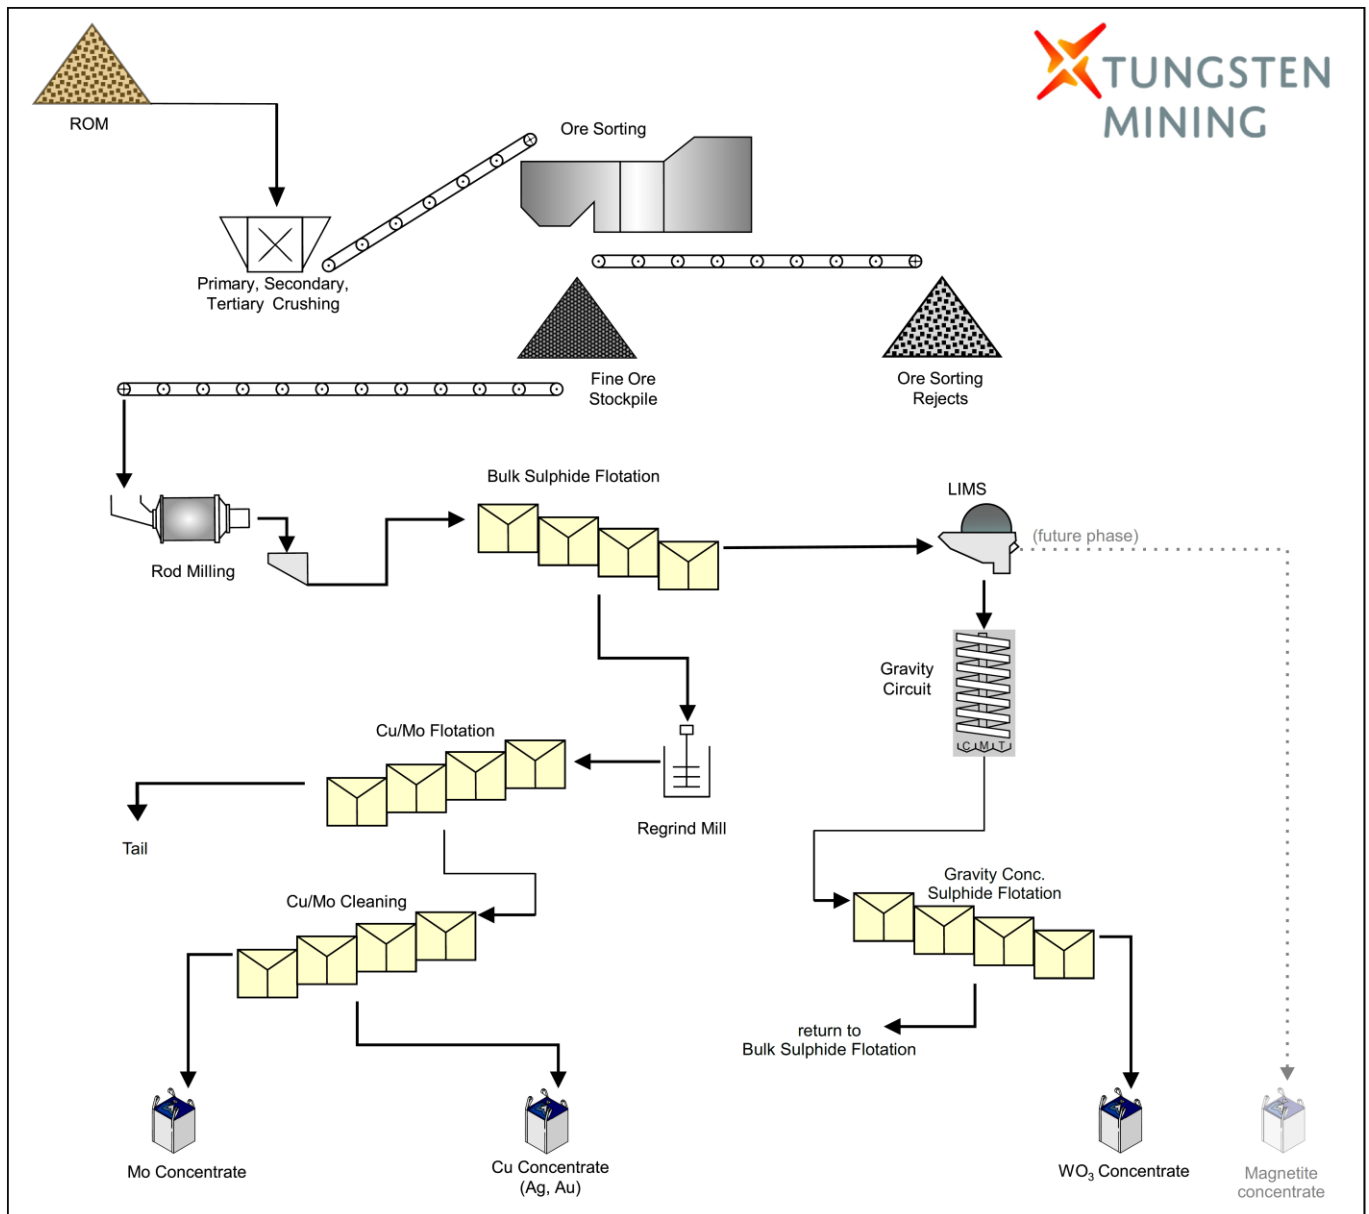 TUNGSTEN
MINING
ROM
Ore Sorting
Primary, Secondary,
Tertiary Crushing
Fine Ore
Stockpile
Ore Sorting
Rejects
Bulk Sulphide Flotation
LIMS
(future phase)
Rod Milling
Gravity
Circuit
C M T
Cu/Mo Flotation
Regrind Mill
Tail
Gravity Conc.
Sulphide Flotation
Cu/Mo Cleaning
return to
Bulk Sulphide Flotation
Mo Concentrate
Cu Concentrate
(Ag, Au)
WO₃ Concentrate
Magnetite
concentrate